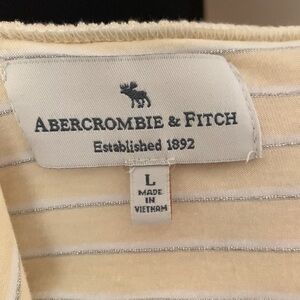 ABERCROMBIE & FITCH
Established 1892
L
MADE
IN
VIETNAM